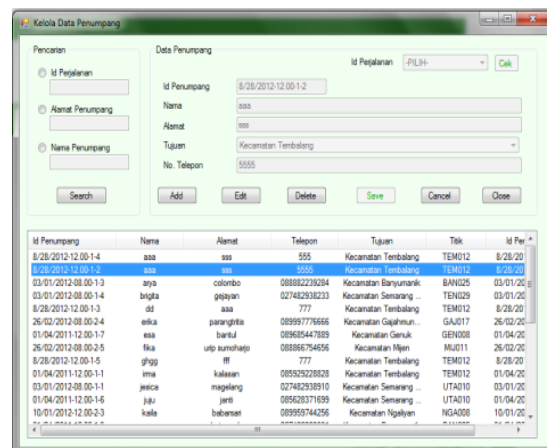 Kelola Data Penumpang
Pencarian
Id Perjalanan
Alamat Penumpang
Nama Penumpang
Search
Data Penumpang
Id Perjalanan -PILIH- Cek
Id Penumpang 8/28/2012-12.00-1-2
Nama aaa
Alamat sss
Tujuan Kecamatan Tembalang
No. Telepon 5555
Add Edit Delete Save Cancel Close
Id Penumpang Nama Alamat Telepon Tujuan Titik Id Per
8/28/2012-12.00-1-4 aaa sss 555 Kecamatan Tembalang TEM012 8/28/201
8/28/2012-12.00-1-2 aaa sss 5555 Kecamatan Tembalang TEM012 8/28/201
03/01/2012-08.00-1-3 arya colombo 088882239284 Kecamatan Banyumanik BAN025 03/01/20
03/01/2012-08.00-1-4 brigita gejayan 027482938233 Kecamatan Semarang ... TEN029 03/01/20
8/28/2012-12.00-1-3 dd aaa 777 Kecamatan Tembalang TEM012 8/28/201
26/02/2012-08.00-2-4 erika parangtritis 089997776666 Kecamatan Gajahmun... GAJ017 26/02/20
01/04/2011-12.00-1-7 esa bantul 089685447889 Kecamatan Genuk GEN008 01/04/20
26/02/2012-08.00-2-5 fika urip sumoharjo 088866754656 Kecamatan Mijen MIJ011 26/02/20
8/28/2012-12.00-1-5 ghgg fff 777 Kecamatan Tembalang TEM012 8/28/201
01/04/2011-12.00-1-1 irma kalasan 085929228828 Kecamatan Tembalang TEM012 01/04/20
03/01/2012-08.00-1-1 jesica magelang 027482938910 Kecamatan Semarang ... UTA010 03/01/20
01/04/2011-12.00-1-6 juju janti 085628371699 Kecamatan Semarang ... UTA010 01/04/20
10/01/2012-12.00-2-3 kaila babarsari 089959744256 Kecamatan Ngaliyan NGA008 10/01/20